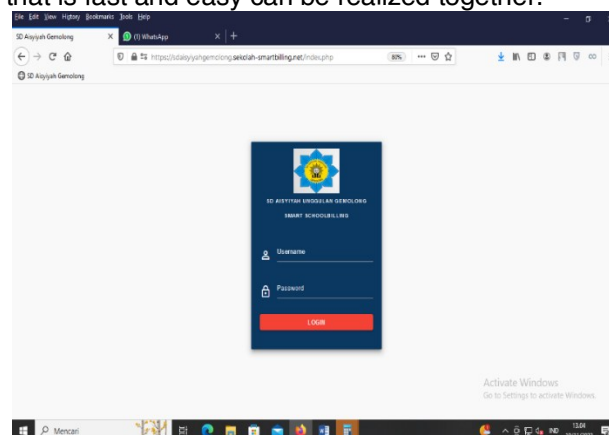 that is fast and easy can be realized together.
File Edit View History Bookmarks Tools Help
SD Aisyiyah Gemolong
(1) WhatsApp
https://sdaisyiyahgemolong.sekolah-smartbilling.net/index.php
80%
SD Aisyiyah Gemolong
SD AISYIYAH UNGGULAN GEMOLONG
SMART SCHOOLBILLING
Username
Password
LOGIN
Activate Windows
Go to Settings to activate Windows.
Mencari
IND
13.04